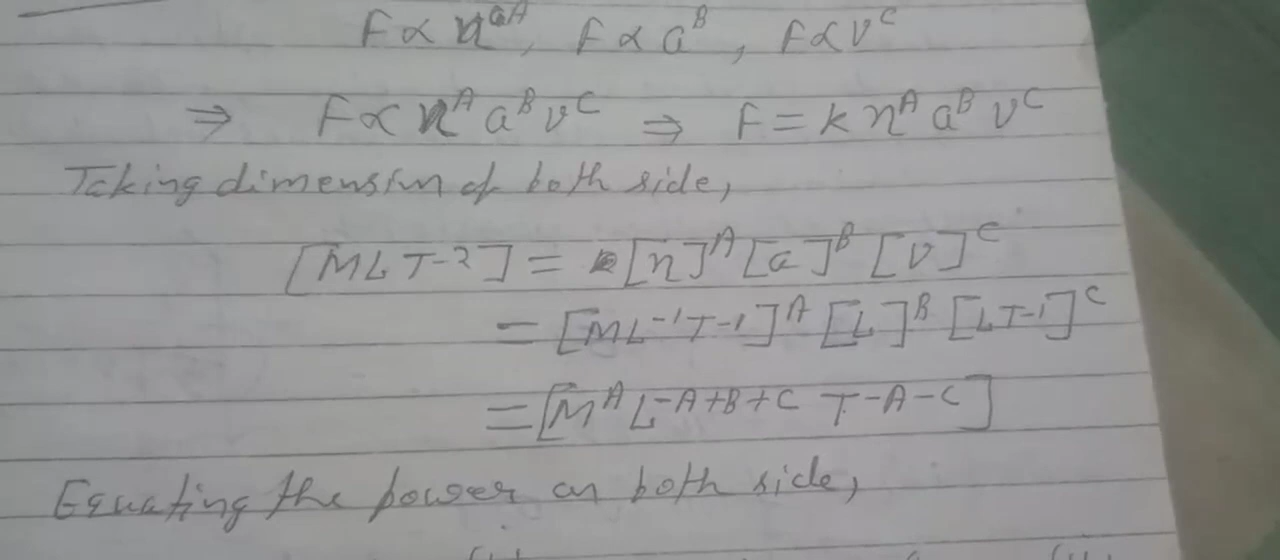 F ∝ η^A, F ∝ a^B, F ∝ v^C
⇒ F ∝ η^A a^B v^C ⇒ F = k η^A a^B v^C
Taking dimension of both side,
[MLT-2] = [η]^A [a]^B [v]^C
= [ML^-1T-1]^A [L]^B [LT-1]^C
= [M^A L^-A+B+C T^-A-C]
Equating the power on both side,